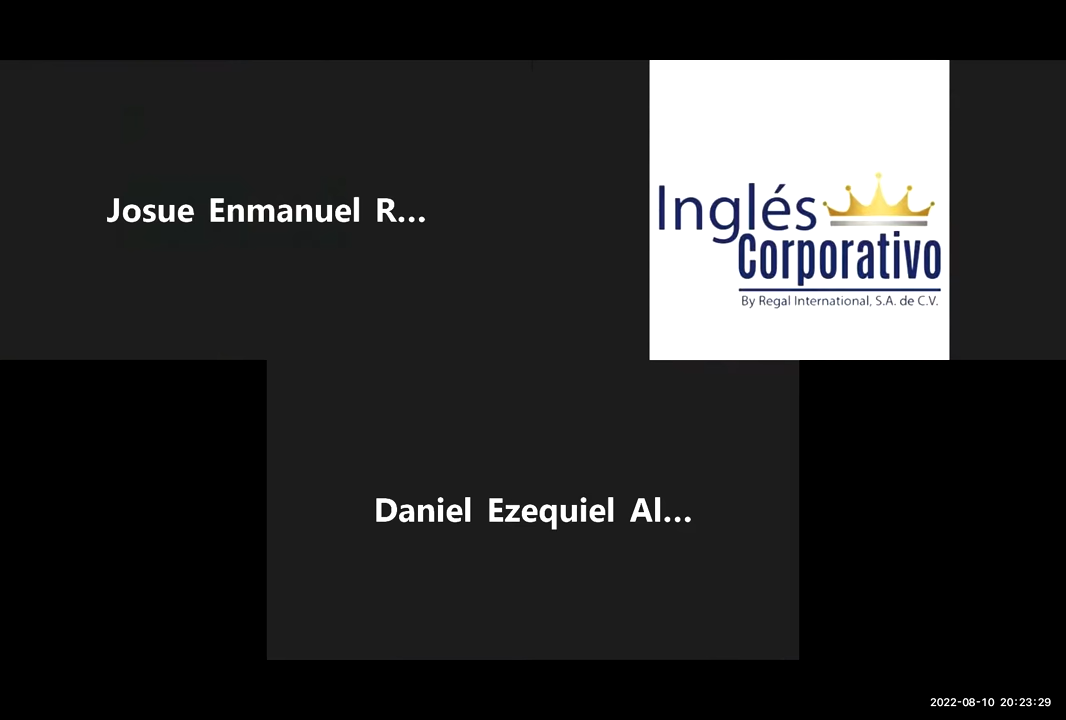 Josue Enmanuel R...
Inglés
Corporativo
By Regal International, S.A. de C.V.
Daniel Ezequiel Al...
2022-08-10 20:23:29